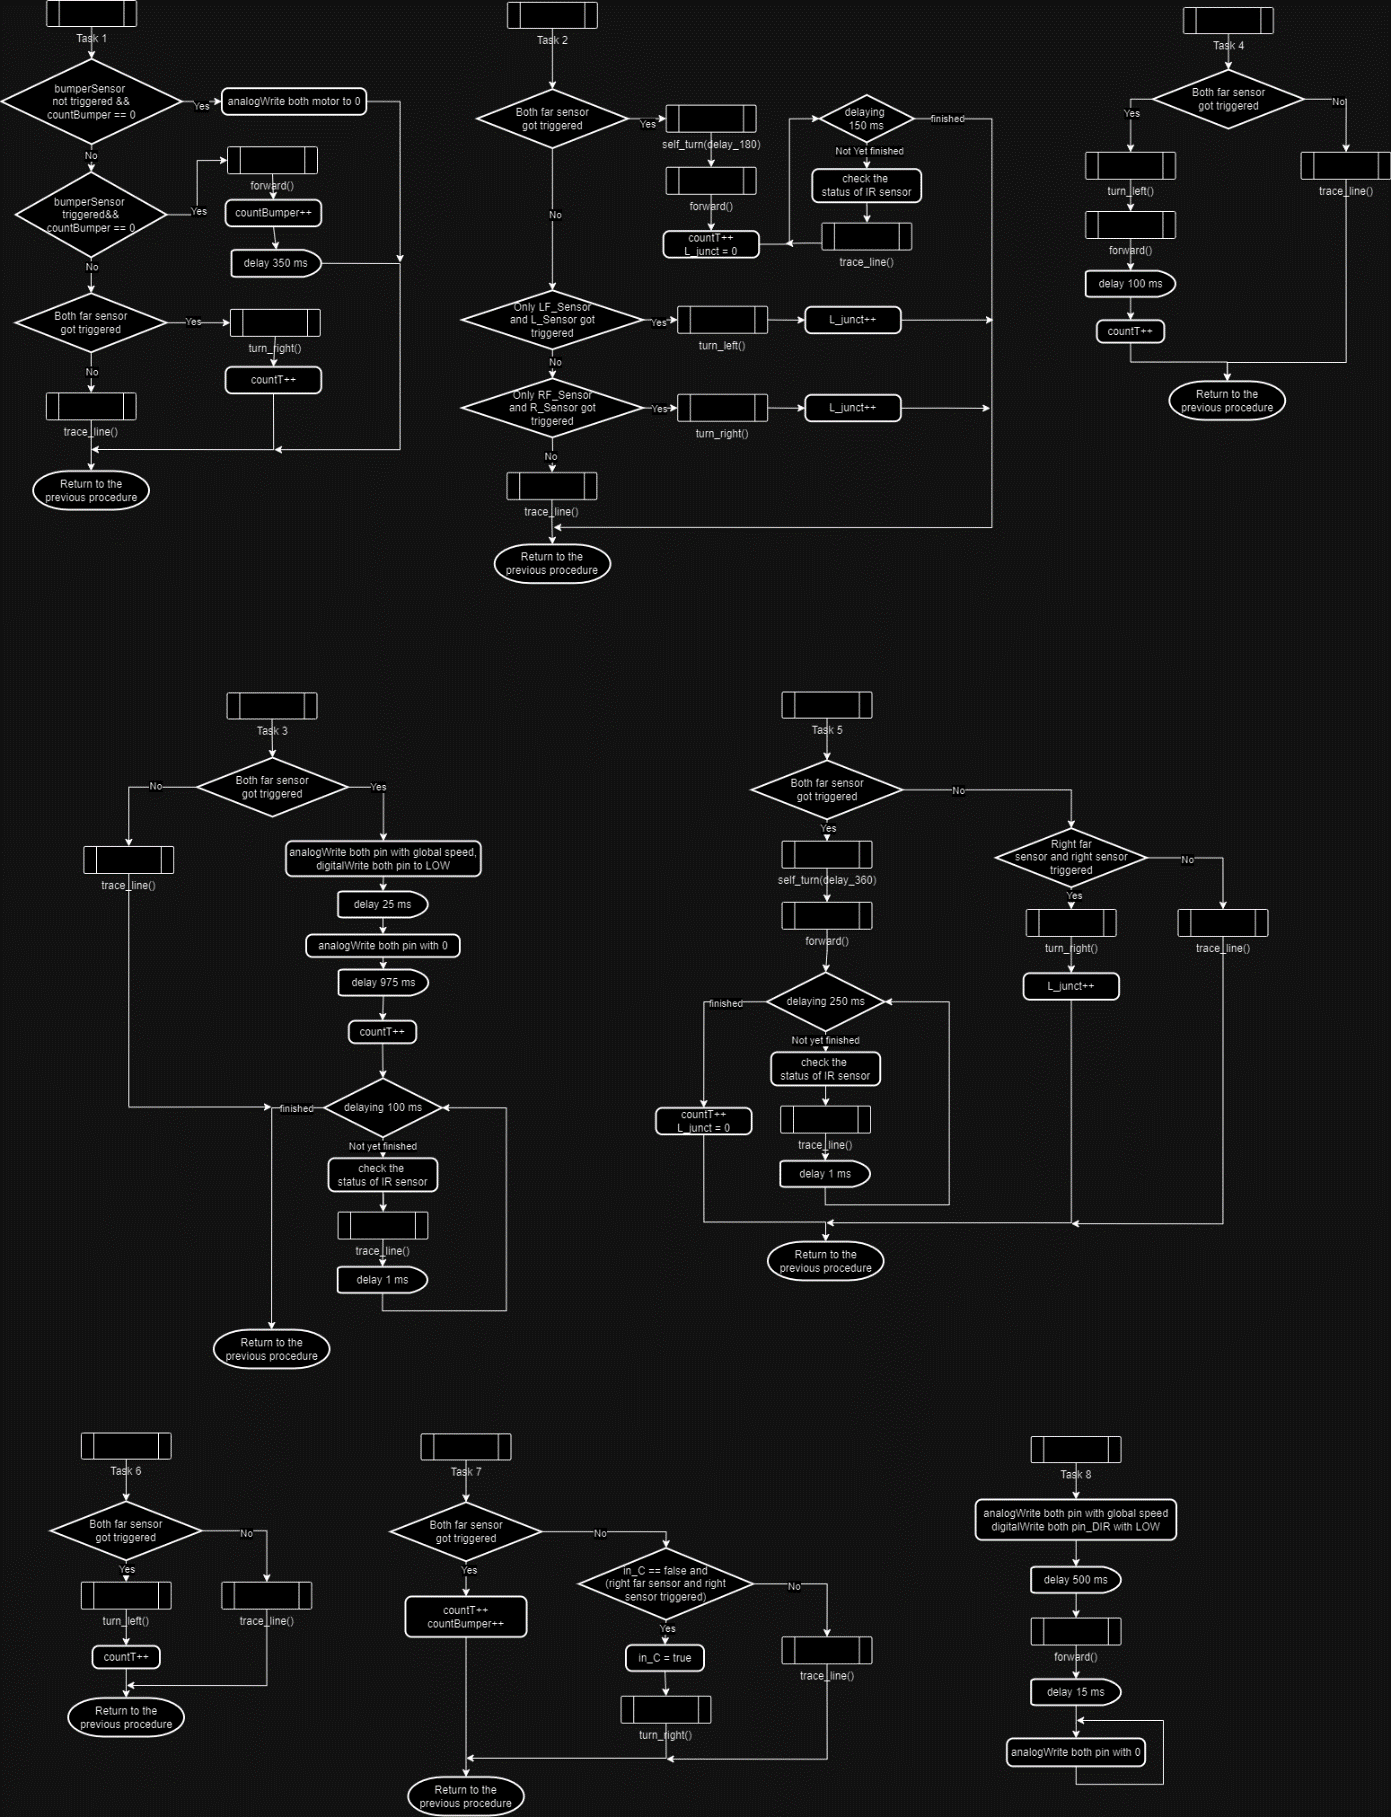 Task 1
bumperSensor
not triggered &&
countBumper == 0
Yes
analogWrite both motor to 0
No
bumperSensor
triggered&&
countBumper == 0
Yes
forward()
countBumper++
delay 350 ms
No
Both far sensor
got triggered
Yes
turn_right()
countT++
No
trace_line()
Return to the
previous procedure
Task 2
Both far sensor
got triggered
Yes
self_turn(delay_180)
forward()
countT++
L_junct = 0
delaying
150 ms
finished
Not Yet finished
check the
status of IR sensor
trace_line()
No
Only LF_Sensor
and L_Sensor got
triggered
Yes
turn_left()
L_junct++
No
Only RF_Sensor
and R_Sensor got
triggered
Yes
turn_right()
L_junct++
No
trace_line()
Return to the
previous procedure
Task 4
Both far sensor
got triggered
Yes
No
turn_left()
trace_line()
forward()
delay 100 ms
countT++
Return to the
previous procedure
Task 3
Both far sensor
got triggered
No
Yes
trace_line()
analogWrite both pin with global speed,
digitalWrite both pin to LOW
delay 25 ms
analogWrite both pin with 0
delay 975 ms
countT++
delaying 100 ms
finished
Not yet finished
check the
status of IR sensor
trace_line()
delay 1 ms
Return to the
previous procedure
Task 5
Both far sensor
got triggered
No
Yes
self_turn(delay_360)
forward()
delaying 250 ms
finished
Not yet finished
check the
status of IR sensor
trace_line()
delay 1 ms
countT++
L_junct = 0
Right far
sensor and right sensor
triggered
No
Yes
turn_right()
L_junct++
trace_line()
Return to the
previous procedure
Task 6
Both far sensor
got triggered
No
Yes
turn_left()
trace_line()
countT++
Return to the
previous procedure
Task 7
Both far sensor
got triggered
No
Yes
countT++
countBumper++
in_C == false and
(right far sensor and right
sensor triggered)
No
Yes
in_C = true
turn_right()
trace_line()
Return to the
previous procedure
Task 8
analogWrite both pin with global speed
digitalWrite both pin_DIR with LOW
delay 500 ms
forward()
delay 15 ms
analogWrite both pin with 0